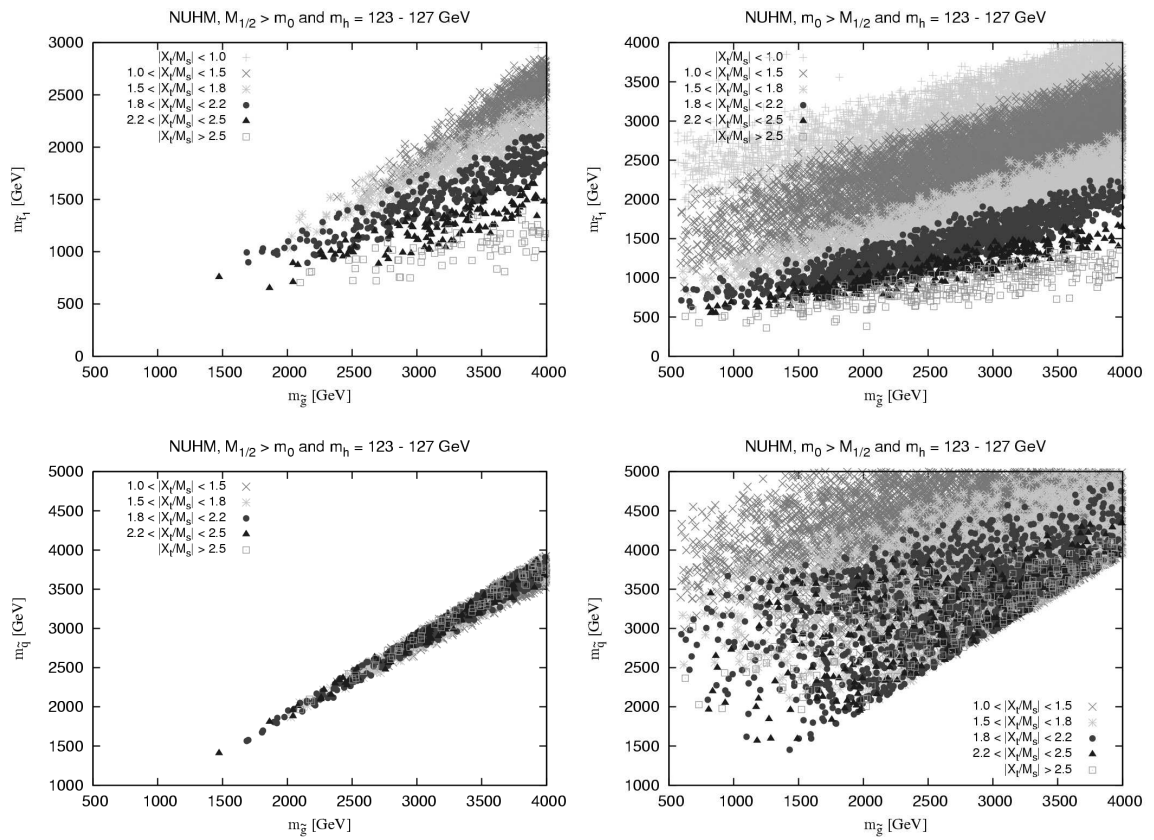 NUHM, M1/2 > m0 and mh = 123 - 127 GeV
|Xt/Ms| < 1.0
1.0 < |Xt/Ms| < 1.5
1.5 < |Xt/Ms| < 1.8
1.8 < |Xt/Ms| < 2.2
2.2 < |Xt/Ms| < 2.5
|Xt/Ms| > 2.5
3000
2500
2000
1500
1000
500
0
mt̃1 [GeV]
500 1000 1500 2000 2500 3000 3500 4000
mg̃ [GeV]
NUHM, m0 > M1/2 and mh = 123 - 127 GeV
|Xt/Ms| < 1.0
1.0 < |Xt/Ms| < 1.5
1.5 < |Xt/Ms| < 1.8
1.8 < |Xt/Ms| < 2.2
2.2 < |Xt/Ms| < 2.5
|Xt/Ms| > 2.5
4000
3500
3000
2500
2000
1500
1000
500
0
mt̃1 [GeV]
500 1000 1500 2000 2500 3000 3500 4000
mg̃ [GeV]
NUHM, M1/2 > m0 and mh = 123 - 127 GeV
1.0 < |Xt/Ms| < 1.5
1.5 < |Xt/Ms| < 1.8
1.8 < |Xt/Ms| < 2.2
2.2 < |Xt/Ms| < 2.5
|Xt/Ms| > 2.5
5000
4500
4000
3500
3000
2500
2000
1500
1000
mq̃ [GeV]
500 1000 1500 2000 2500 3000 3500 4000
mg̃ [GeV]
NUHM, m0 > M1/2 and mh = 123 - 127 GeV
5000
4500
4000
3500
3000
2500
2000
1500
1000
mq̃ [GeV]
1.0 < |Xt/Ms| < 1.5
1.5 < |Xt/Ms| < 1.8
1.8 < |Xt/Ms| < 2.2
2.2 < |Xt/Ms| < 2.5
|Xt/Ms| > 2.5
500 1000 1500 2000 2500 3000 3500 4000
mg̃ [GeV]